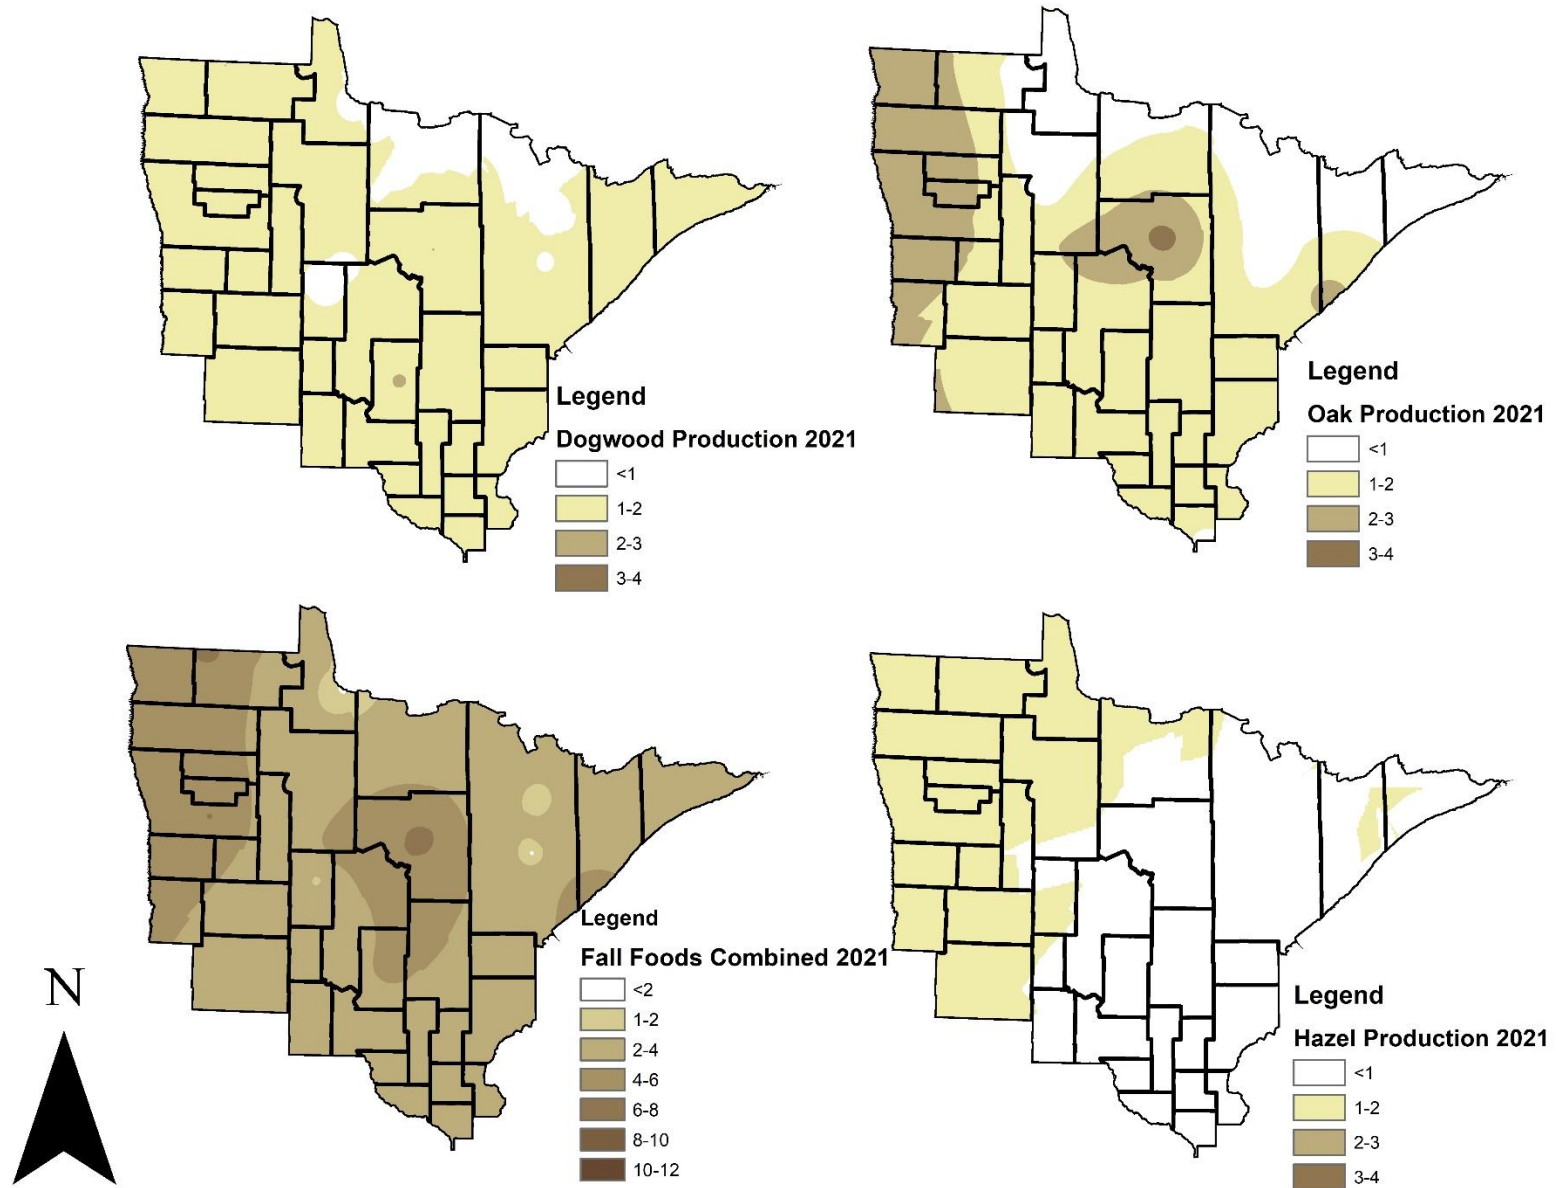 Legend
Dogwood Production 2021
<1
1-2
2-3
3-4
Legend
Oak Production 2021
<1
1-2
2-3
3-4
N
Legend
Fall Foods Combined 2021
<2
1-2
2-4
4-6
6-8
8-10
10-12
Legend
Hazel Production 2021
<1
1-2
2-3
3-4